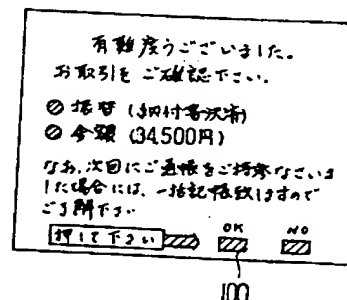 有難度うございました。
お取引をご確認下さい。
振替(納付書決済)
金額(34,500円)
なお、次回にご通帳をご持参なさいま
した場合には、一括記帳致しますので
ご了解下さい
押して下さい OK NO
100